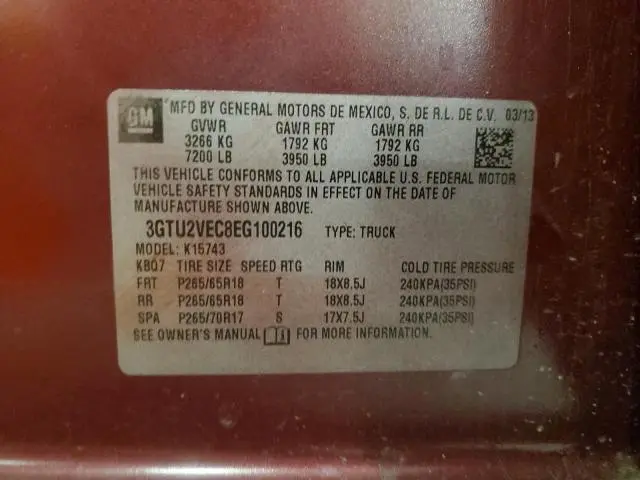 GM
MFD BY GENERAL MOTORS DE MEXICO, S. DE R.L. DE C.V. 03/13
GVWR GAWR FRT GAWR RR
3266 KG 1792 KG 1792 KG
7200 LB 3950 LB 3950 LB
THIS VEHICLE CONFORMS TO ALL APPLICABLE U.S. FEDERAL MOTOR
VEHICLE SAFETY STANDARDS IN EFFECT ON THE DATE OF
MANUFACTURE SHOWN ABOVE.
3GTU2VEC8EG100216 TYPE: TRUCK
MODEL: K15743
KBQ7 TIRE SIZE SPEED RTG RIM COLD TIRE PRESSURE
FRT P265/65R18 T 18X8.5J 240KPA(35PSI)
RR P265/65R18 T 18X8.5J 240KPA(35PSI)
SPA P265/70R17 S 17X7.5J 240KPA(35PSI)
SEE OWNER'S MANUAL FOR MORE INFORMATION.